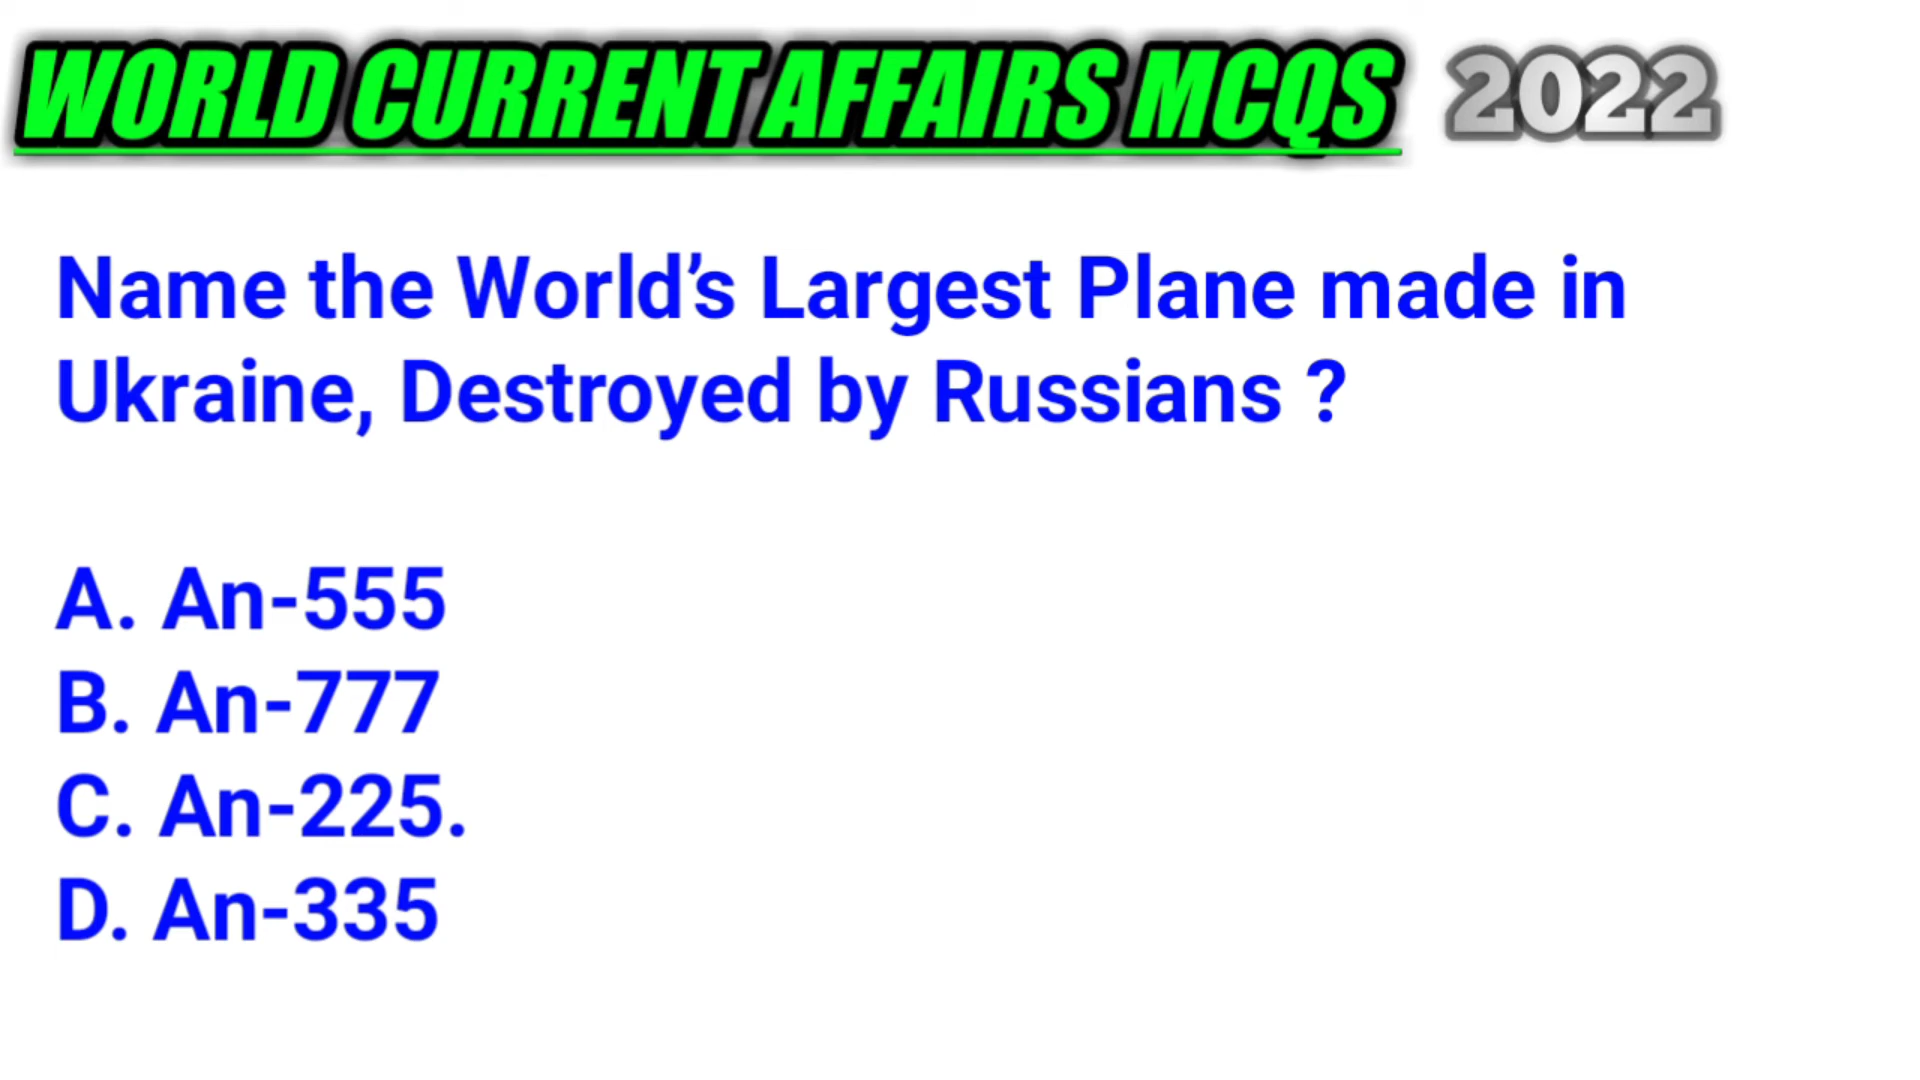 WORLD CURRENT AFFAIRS MCQS 2022
Name the World’s Largest Plane made in
Ukraine, Destroyed by Russians ?
A. An-555
B. An-777
C. An-225.
D. An-335